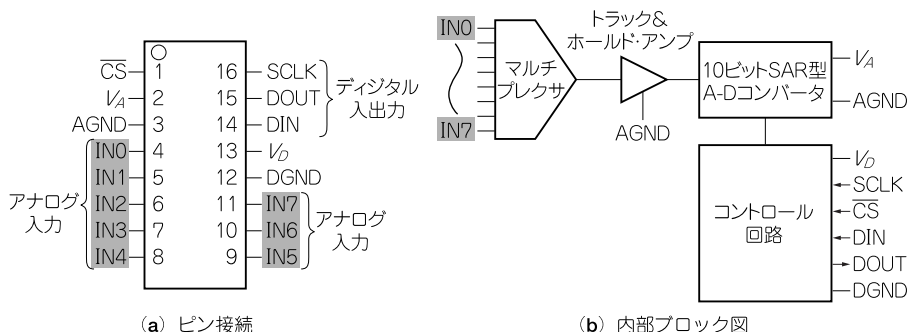 CS 1 16 SCLK
VA 2 15 DOUT
AGND 3 14 DIN
IN0 4 13 VD
IN1 5 12 DGND
IN2 6 11 IN7
IN3 7 10 IN6
IN4 8 9 IN5
ディジタル
入出力
アナログ
入力
アナログ
入力
(a) ピン接続
IN0
IN7
マルチ
プレクサ
トラック&
ホールド・アンプ
AGND
10ビットSAR型
A-Dコンバータ
VA
AGND
コントロール
回路
VD
SCLK
CS
DIN
DOUT
DGND
(b) 内部ブロック図